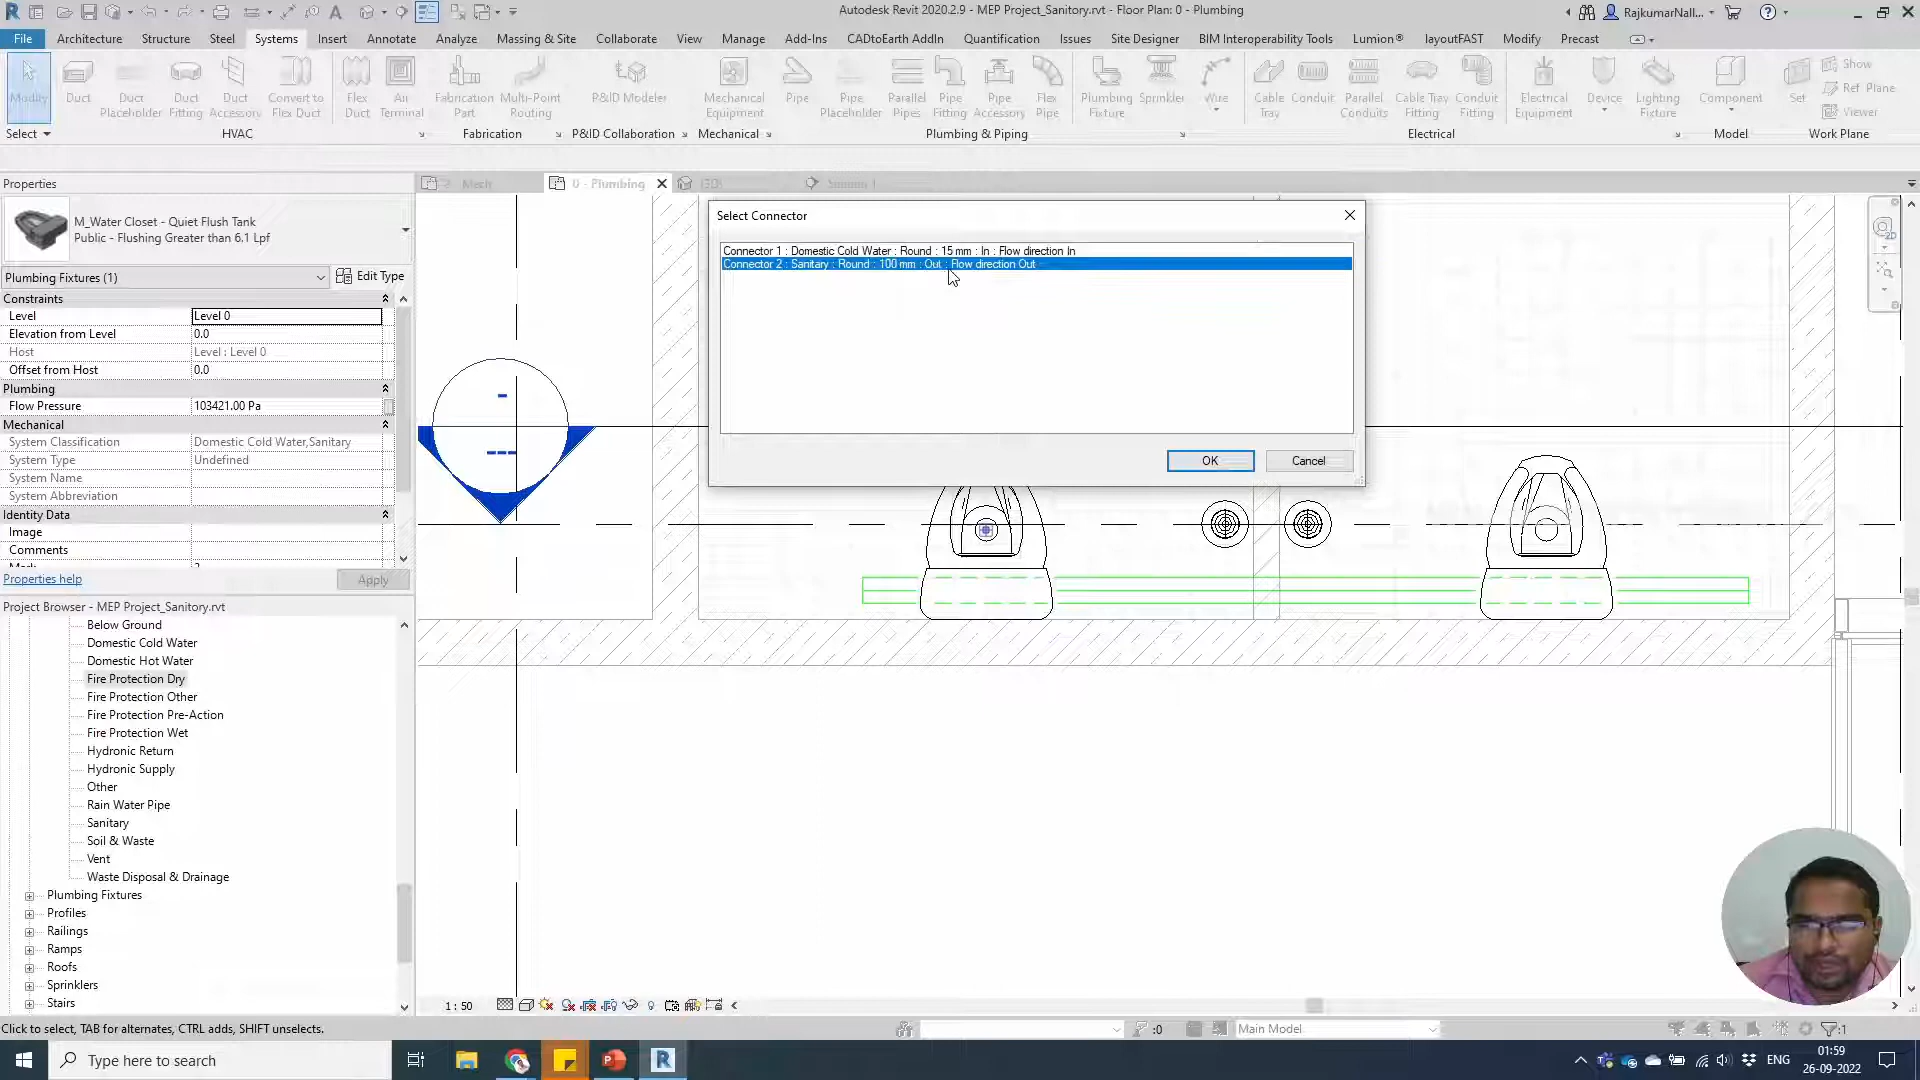 Autodesk Revit 2020.2.9 - MEP Project_Sanitory.rvt - Floor Plan: 0 - Plumbing
RajkumarNall...
File Architecture Structure Steel Systems Insert Annotate Analyze Massing & Site Collaborate View Manage Add-Ins CADtoEarth AddIn Quantification Issues Site Designer BIM Interoperability Tools Lumion® layoutFAST Modify Precast
Modify
Duct
Duct Placeholder
Duct Fitting
Duct Accessory
Convert to Flex Duct
Flex Duct
Air Terminal
Fabrication Part
Multi-Point Routing
P&ID Modeler
Mechanical Equipment
Pipe
Pipe Placeholder
Parallel Pipes
Pipe Fitting
Pipe Accessory
Flex Pipe
Plumbing Fixture
Sprinkler
Wire
Cable Tray
Conduit
Parallel Conduits
Cable Tray Fitting
Conduit Fitting
Electrical Equipment
Device
Lighting Fixture
Component
Set
Show
Ref Plane
Viewer
Select HVAC Fabrication P&ID Collaboration Mechanical Plumbing & Piping Electrical Model Work Plane
Properties
Mech
0 - Plumbing
M_Water Closet - Quiet Flush Tank
Public - Flushing Greater than 6.1 Lpf
Plumbing Fixtures (1)
Edit Type
Constraints
Level Level 0
Elevation from Level 0.0
Host Level : Level 0
Offset from Host 0.0
Plumbing
Flow Pressure 103421.00 Pa
Mechanical
System Classification Domestic Cold Water,Sanitary
System Type Undefined
System Name
System Abbreviation
Identity Data
Image
Comments
Properties help
Apply
Select Connector
Connector 1 : Domestic Cold Water : Round : 15 mm : In : Flow direction In
Connector 2 : Sanitary : Round : 100 mm : Out : Flow direction Out
OK
Cancel
Project Browser - MEP Project_Sanitory.rvt
Below Ground
Domestic Cold Water
Domestic Hot Water
Fire Protection Dry
Fire Protection Other
Fire Protection Pre-Action
Fire Protection Wet
Hydronic Return
Hydronic Supply
Other
Rain Water Pipe
Sanitary
Soil & Waste
Vent
Waste Disposal & Drainage
Plumbing Fixtures
Profiles
Railings
Ramps
Roofs
Sprinklers
Stairs
1 : 50
Click to select, TAB for alternates, CTRL adds, SHIFT unselects.
:0
Main Model
:1
Type here to search
ENG
01:59
26-09-2022